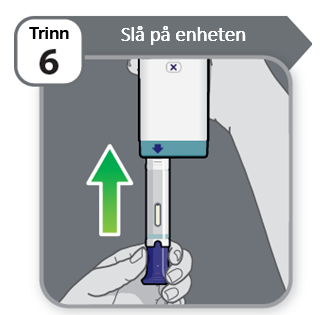 Trinn
6
Slå på enheten